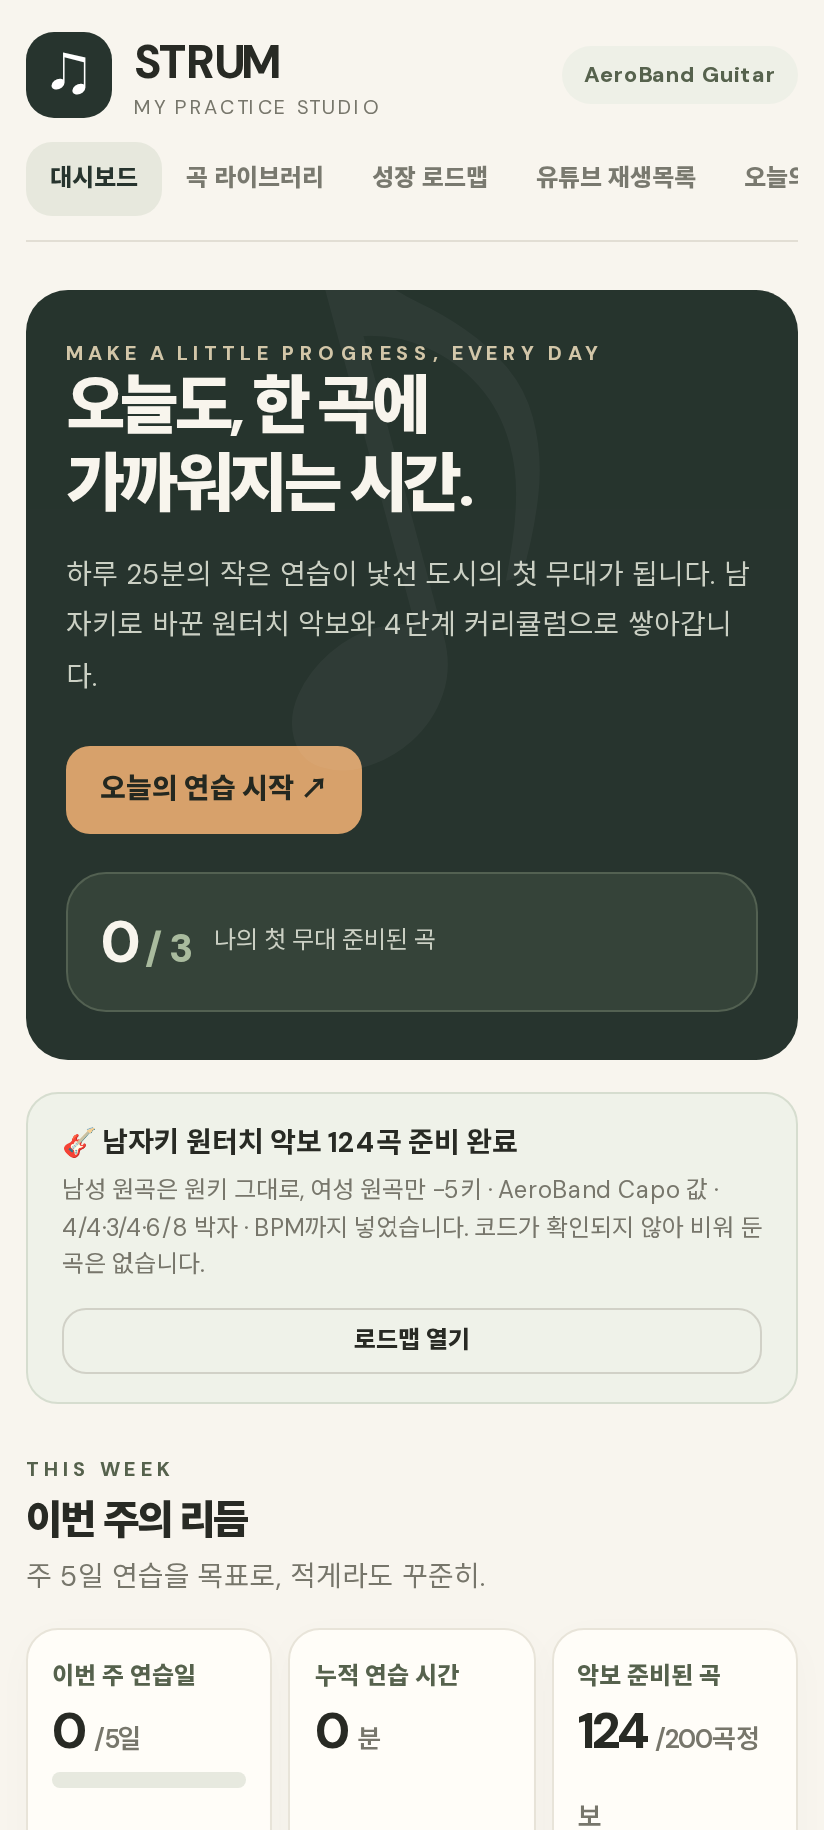 STRUM
MY PRACTICE STUDIO
AeroBand Guitar
대시보드 곡 라이브러리 성장 로드맵 유튜브 재생목록 오늘의
MAKE A LITTLE PROGRESS, EVERY DAY
오늘도, 한 곡에
가까워지는 시간.
하루 25분의 작은 연습이 낯선 도시의 첫 무대가 됩니다. 남
자키로 바꾼 원터치 악보와 4단계 커리큘럼으로 쌓아갑니
다.
오늘의 연습 시작 ↗
0 / 3 나의 첫 무대 준비된 곡
🎸 남자키 원터치 악보 124곡 준비 완료
남성 원곡은 원키 그대로, 여성 원곡만 -5키 · AeroBand Capo 값 ·
4/4·3/4·6/8 박자 · BPM까지 넣었습니다. 코드가 확인되지 않아 비워 둔
곡은 없습니다.
로드맵 열기
THIS WEEK
이번 주의 리듬
주 5일 연습을 목표로, 적게라도 꾸준히.
이번 주 연습일
0 /5일
누적 연습 시간
0 분
악보 준비된 곡
124 /200곡정
보